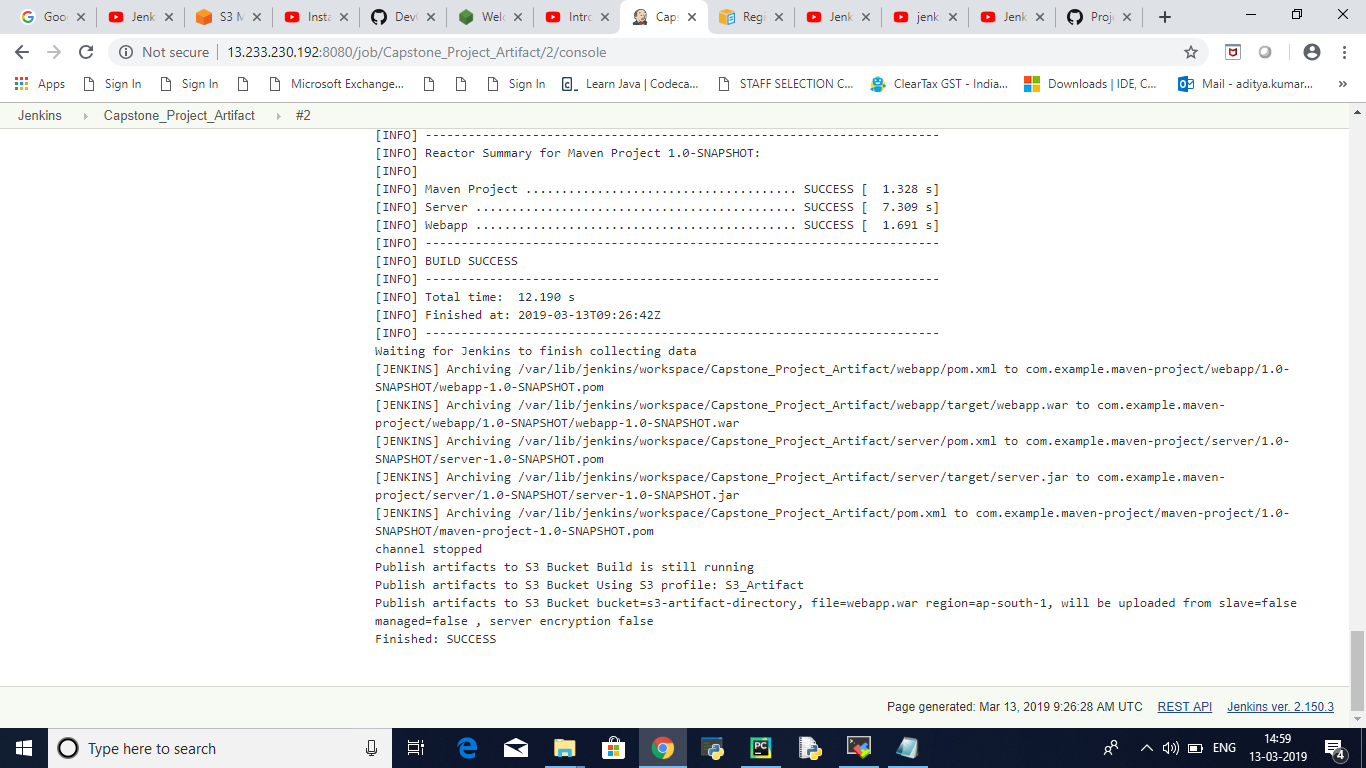 Goo
Jenk
S3 M
Insta
Dev
Welc
Intro
Caps
Regi
Jenk
jenk
Jenk
Proje
Not secure
13.233.230.192:8080/job/Capstone_Project_Artifact/2/console
Apps
Sign In
Sign In
Microsoft Exchange...
Sign In
Learn Java | Codeca...
STAFF SELECTION C...
ClearTax GST - India...
Downloads | IDE, C...
Mail - aditya.kumar...
»
Jenkins
Capstone_Project_Artifact
#2
[INFO] ------------------------------------------------------------------------
[INFO] Reactor Summary for Maven Project 1.0-SNAPSHOT:
[INFO]
[INFO] Maven Project ...................................... SUCCESS [  1.328 s]
[INFO] Server ............................................. SUCCESS [  7.309 s]
[INFO] Webapp ............................................. SUCCESS [  1.691 s]
[INFO] ------------------------------------------------------------------------
[INFO] BUILD SUCCESS
[INFO] ------------------------------------------------------------------------
[INFO] Total time:  12.190 s
[INFO] Finished at: 2019-03-13T09:26:42Z
[INFO] ------------------------------------------------------------------------
Waiting for Jenkins to finish collecting data
[JENKINS] Archiving /var/lib/jenkins/workspace/Capstone_Project_Artifact/webapp/pom.xml to com.example.maven-project/webapp/1.0-
SNAPSHOT/webapp-1.0-SNAPSHOT.pom
[JENKINS] Archiving /var/lib/jenkins/workspace/Capstone_Project_Artifact/webapp/target/webapp.war to com.example.maven-
project/webapp/1.0-SNAPSHOT/webapp-1.0-SNAPSHOT.war
[JENKINS] Archiving /var/lib/jenkins/workspace/Capstone_Project_Artifact/server/pom.xml to com.example.maven-project/server/1.0-
SNAPSHOT/server-1.0-SNAPSHOT.pom
[JENKINS] Archiving /var/lib/jenkins/workspace/Capstone_Project_Artifact/server/target/server.jar to com.example.maven-
project/server/1.0-SNAPSHOT/server-1.0-SNAPSHOT.jar
[JENKINS] Archiving /var/lib/jenkins/workspace/Capstone_Project_Artifact/pom.xml to com.example.maven-project/maven-project/1.0-
SNAPSHOT/maven-project-1.0-SNAPSHOT.pom
channel stopped
Publish artifacts to S3 Bucket Build is still running
Publish artifacts to S3 Bucket Using S3 profile: S3_Artifact
Publish artifacts to S3 Bucket bucket=s3-artifact-directory, file=webapp.war region=ap-south-1, will be uploaded from slave=false
managed=false , server encryption false
Finished: SUCCESS
Page generated: Mar 13, 2019 9:26:28 AM UTC
REST API
Jenkins ver. 2.150.3
Type here to search
ENG
14:59
13-03-2019
4